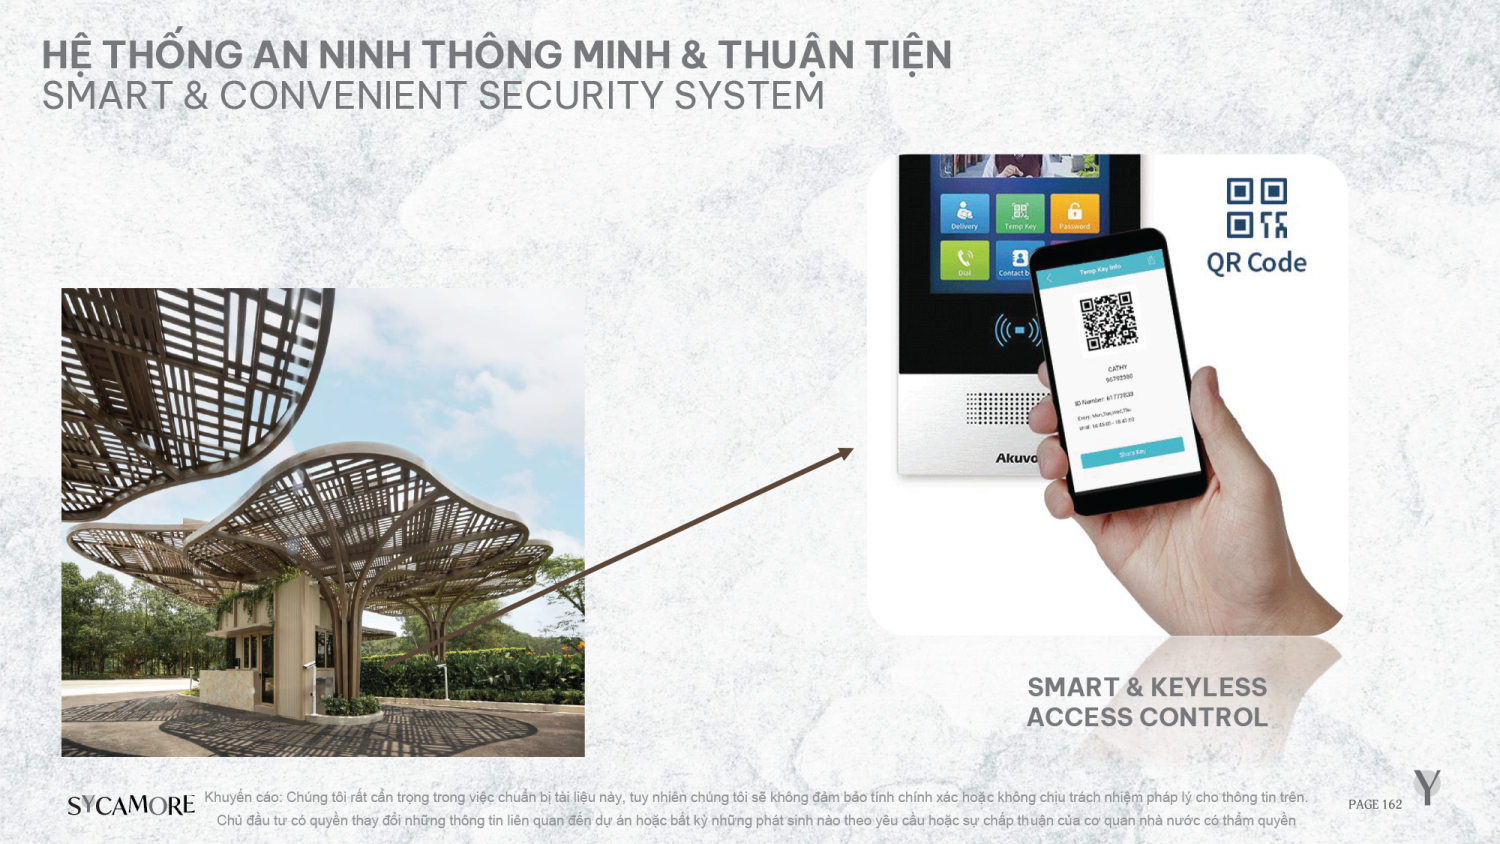 HỆ THỐNG AN NINH THÔNG MINH & THUẬN TIỆN
SMART & CONVENIENT SECURITY SYSTEM
Delivery
Temp Key
Password
Dial
Contact
QR Code
Temp Key Info
CATHY
ID Number:
Share Key
SMART & KEYLESS
ACCESS CONTROL
SYCAMORE
Khuyến cáo: Chúng tôi rất cẩn trọng trong việc chuẩn bị tài liệu này, tuy nhiên chúng tôi sẽ không đảm bảo tính chính xác hoặc không chịu trách nhiệm pháp lý cho thông tin trên.
Chủ đầu tư có quyền thay đổi những thông tin liên quan đến dự án hoặc bất kỳ những phát sinh nào theo yêu cầu hoặc sự chấp thuận của cơ quan nhà nước có thẩm quyền
PAGE 162
Y